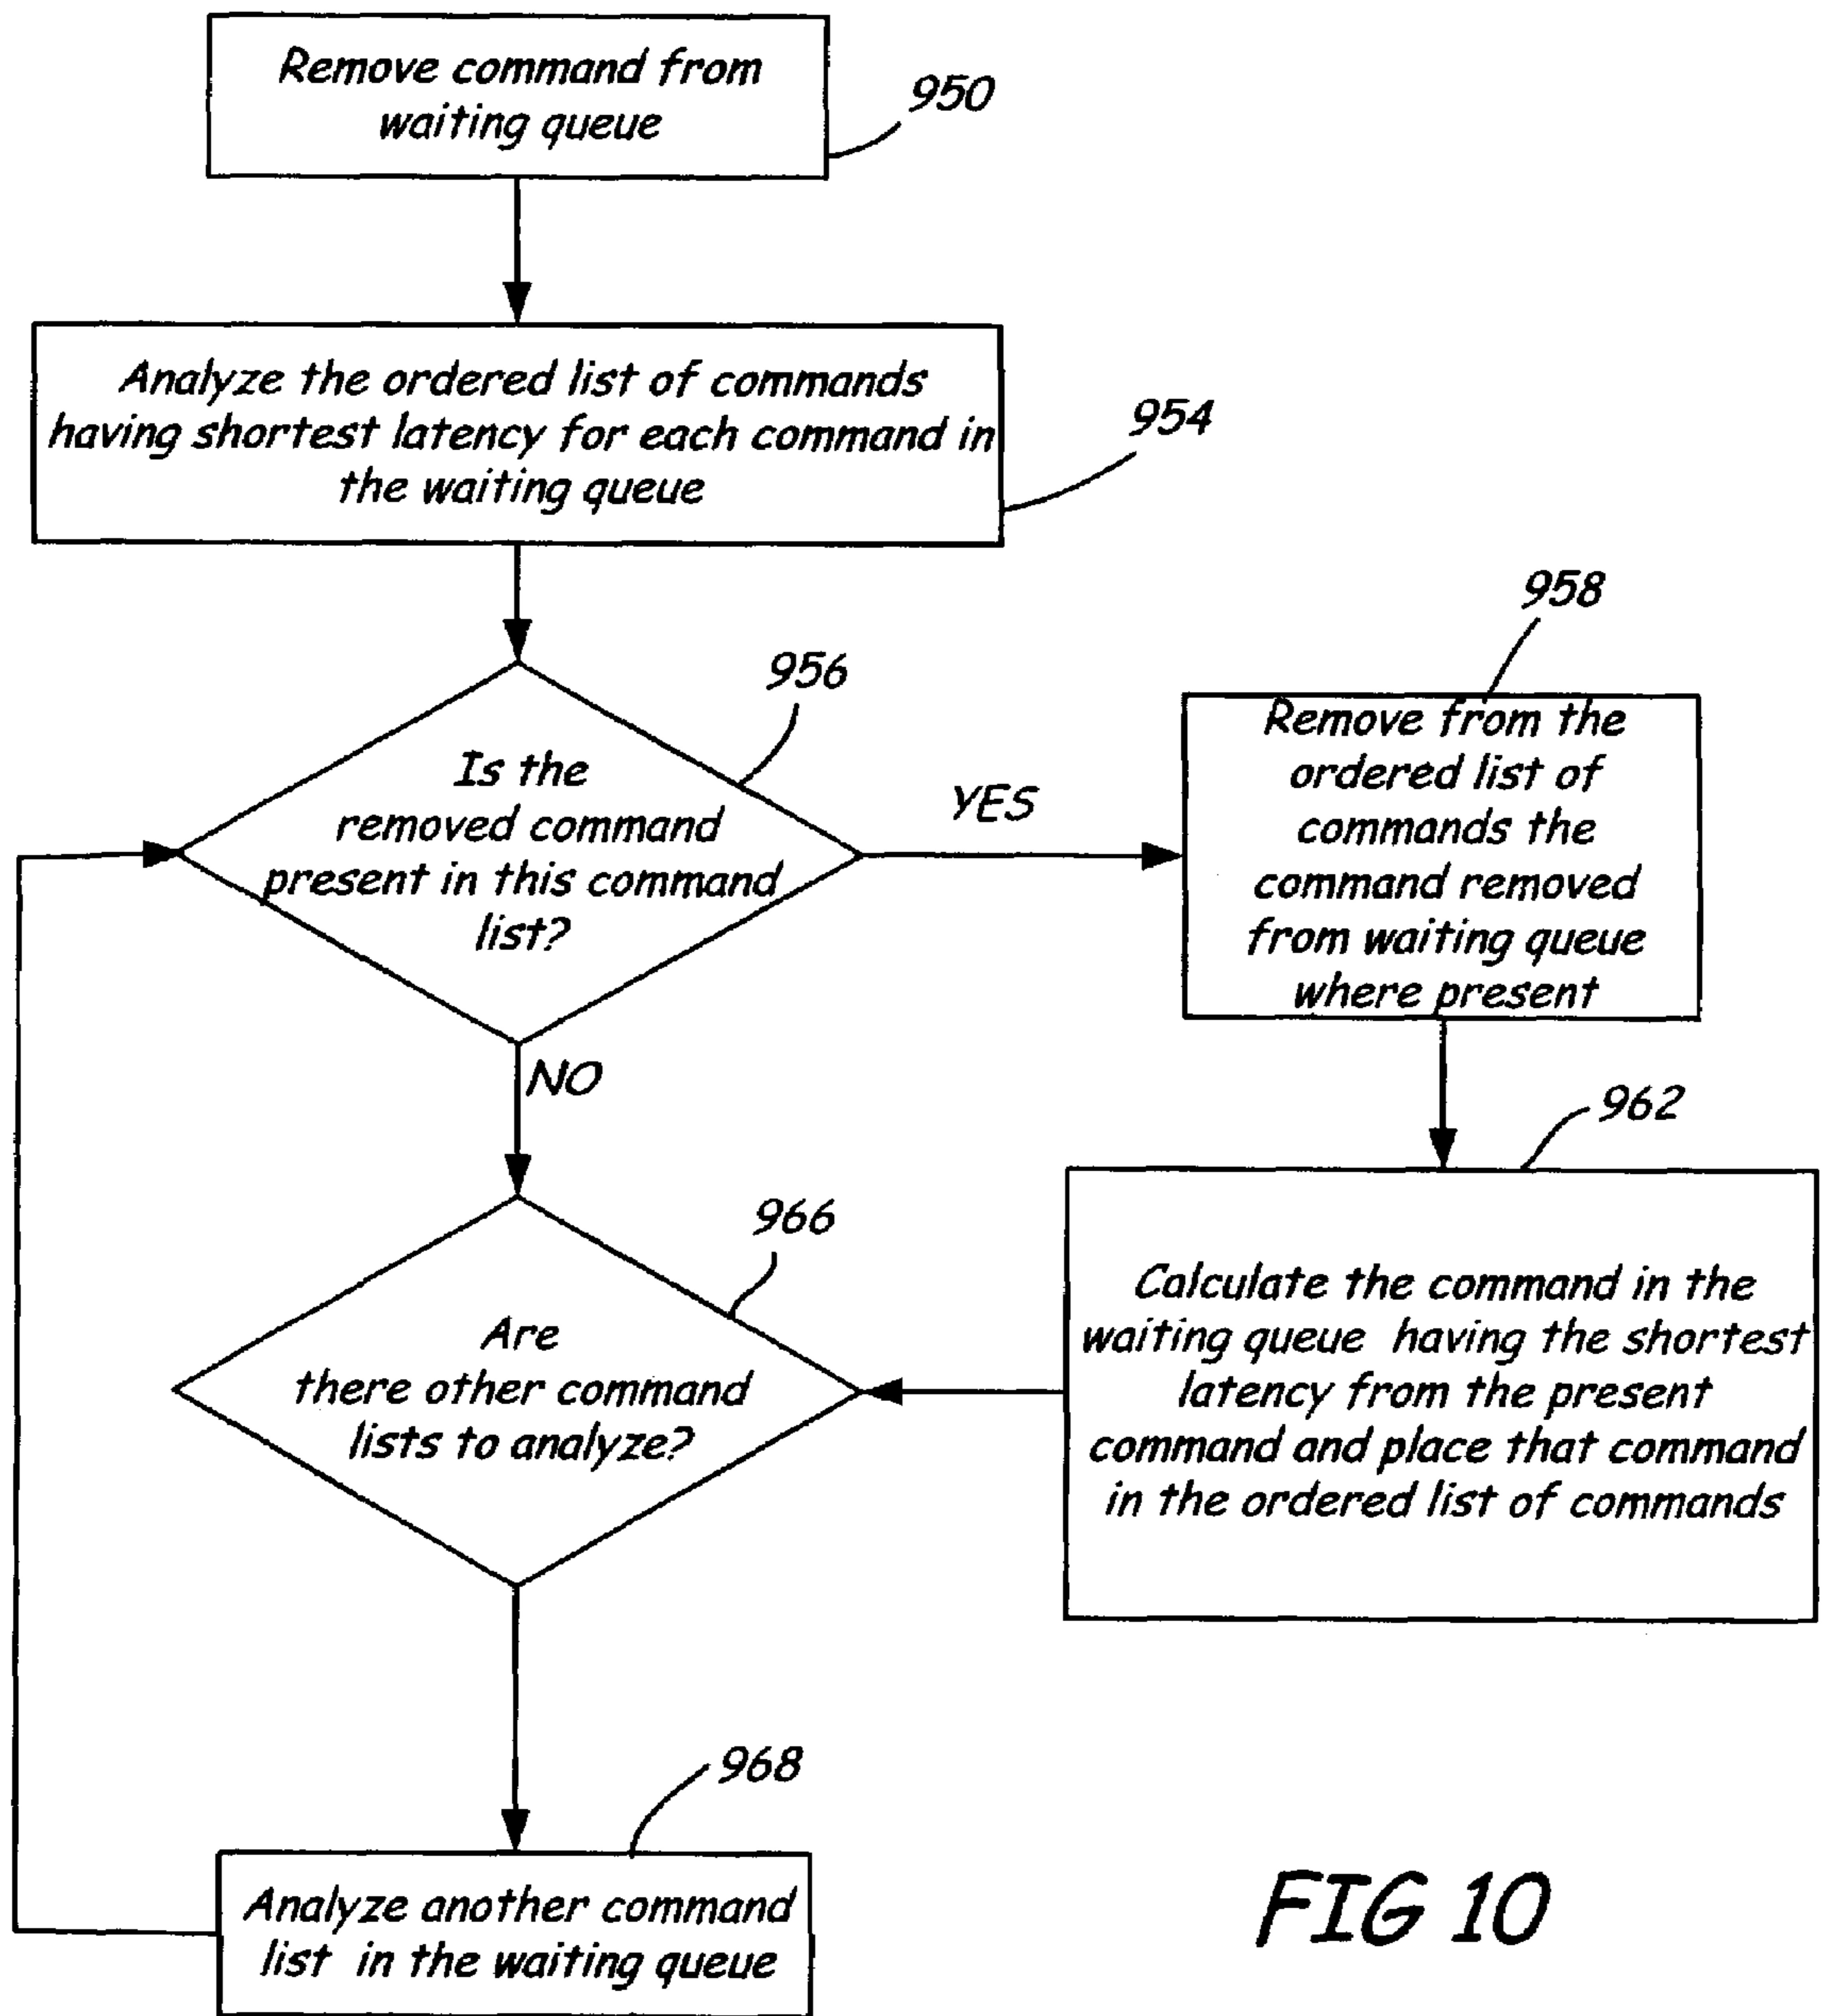 Remove command from
waiting queue
950
Analyze the ordered list of commands
having shortest latency for each command in
the waiting queue
954
956
Is the
removed command
present in this command
list?
YES
958
Remove from the
ordered list of
commands the
command removed
from waiting queue
where present
NO
962
Calculate the command in the
waiting queue having the shortest
latency from the present
command and place that command
in the ordered list of commands
966
Are
there other command
lists to analyze?
968
Analyze another command
list in the waiting queue
FIG 10